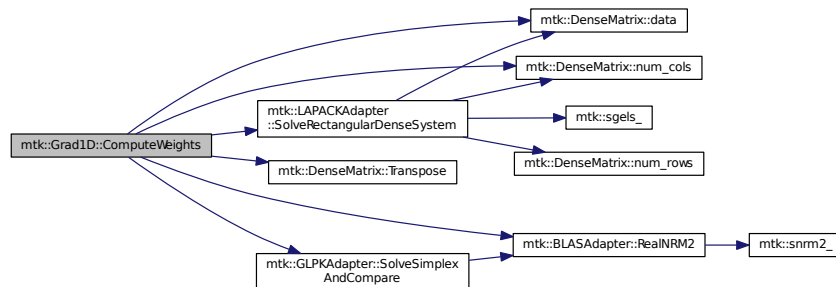 mtk::DenseMatrix::data
mtk::DenseMatrix::num_cols
mtk::LAPACKAdapter
::SolveRectangularDenseSystem
mtk::sgels_
mtk::Grad1D::ComputeWeights
mtk::DenseMatrix::num_rows
mtk::DenseMatrix::Transpose
mtk::BLASAdapter::RealNRM2
mtk::snrm2_
mtk::GLPKAdapter::SolveSimplex
AndCompare